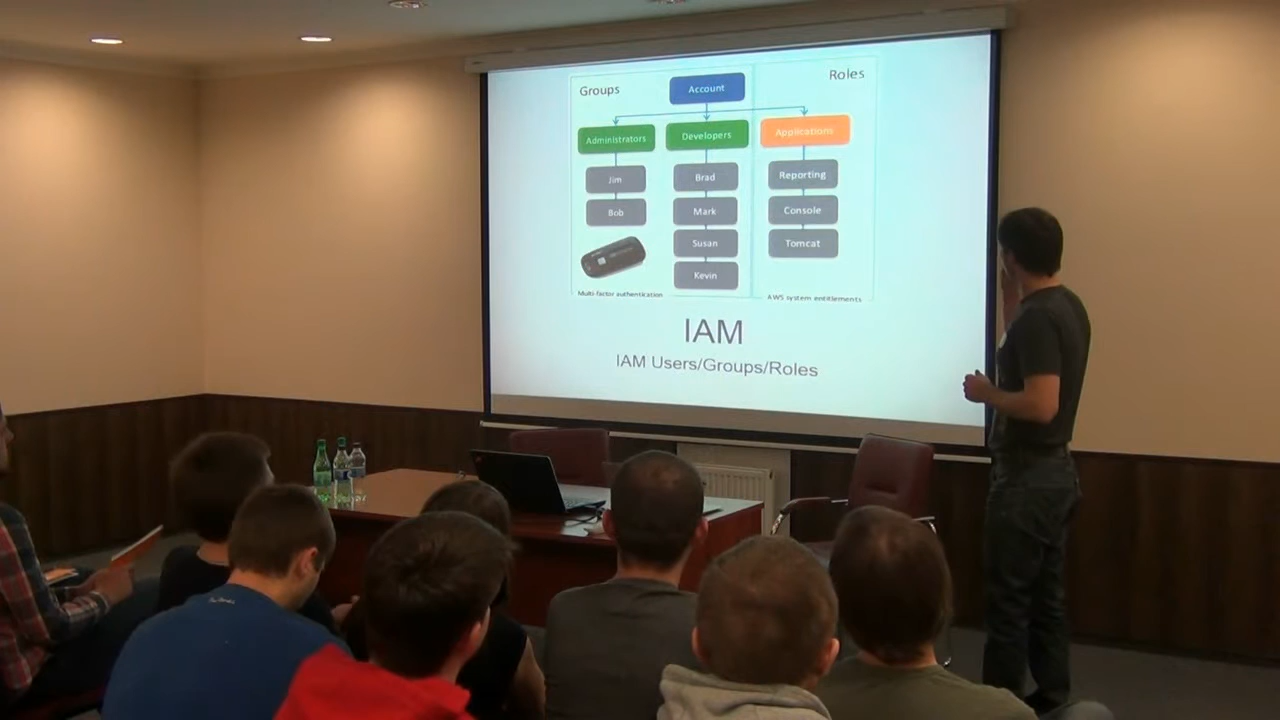 Groups
Account
Roles
Administrators
Developers
Applications
Jim
Brad
Reporting
Bob
Mark
Console
Susan
Tomcat
Kevin
Multi-factor authentication
AWS system entitlements
IAM
IAM Users/Groups/Roles